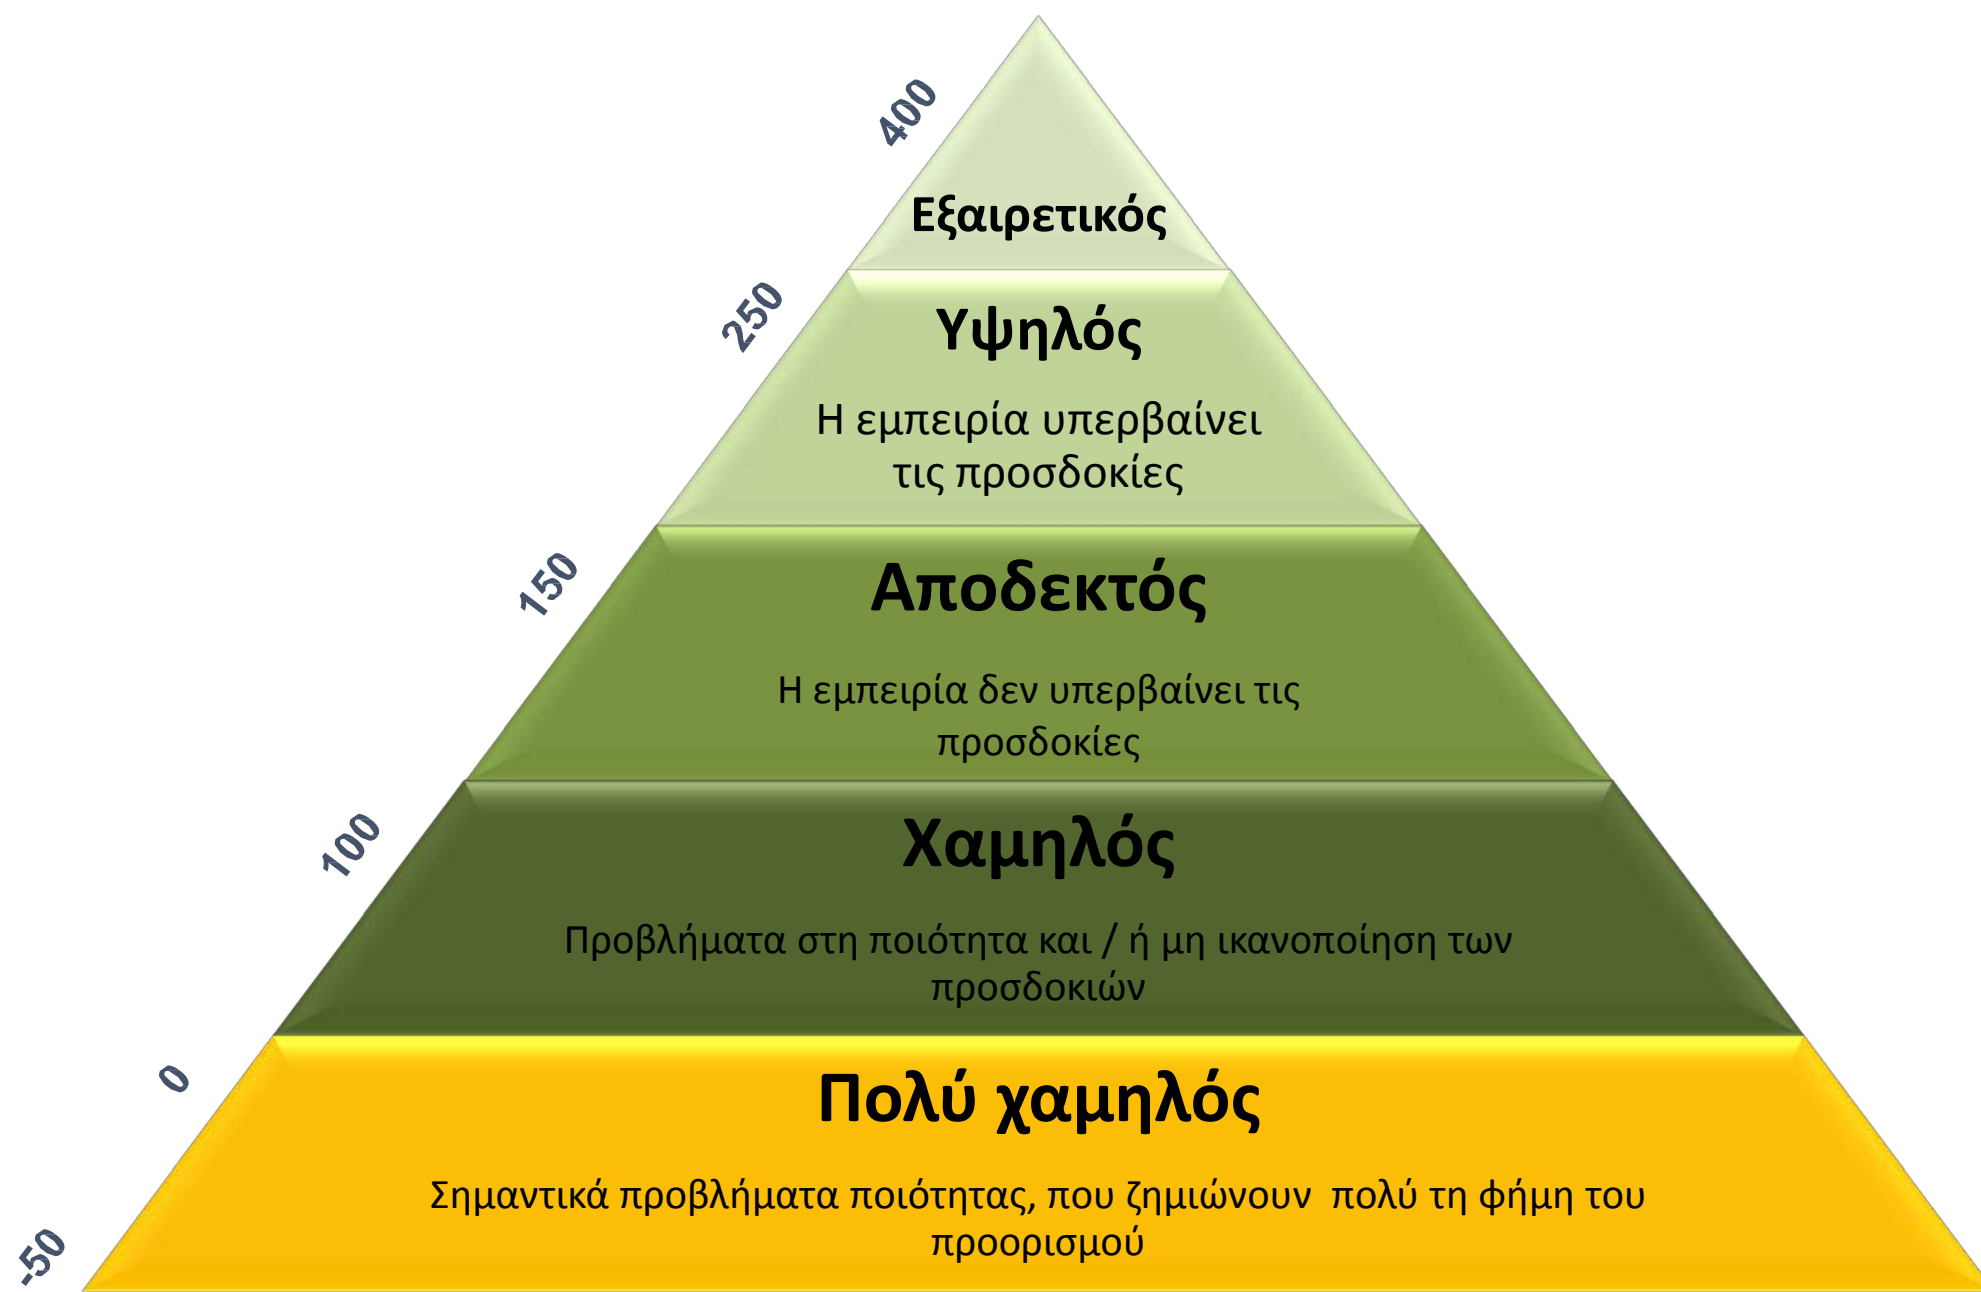 400
Εξαιρετικός
250
Υψηλός
Η εμπειρία υπερβαίνει
τις προσδοκίες
150
Αποδεκτός
Η εμπειρία δεν υπερβαίνει τις
προσδοκίες
100
Χαμηλός
Προβλήματα στη ποιότητα και / ή μη ικανοποίηση των
προσδοκιών
0
Πολύ χαμηλός
Σημαντικά προβλήματα ποιότητας, που ζημιώνουν  πολύ τη φήμη του
προορισμού
-50